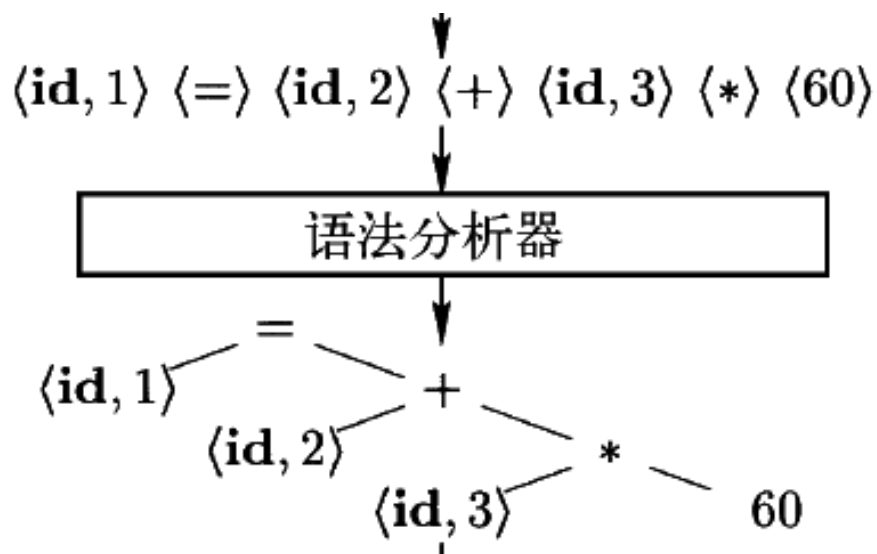 ⟨id, 1⟩ ⟨=⟩ ⟨id, 2⟩ ⟨+⟩ ⟨id, 3⟩ ⟨*⟩ ⟨60⟩
语法分析器
=
⟨id, 1⟩
+
⟨id, 2⟩
*
⟨id, 3⟩
60